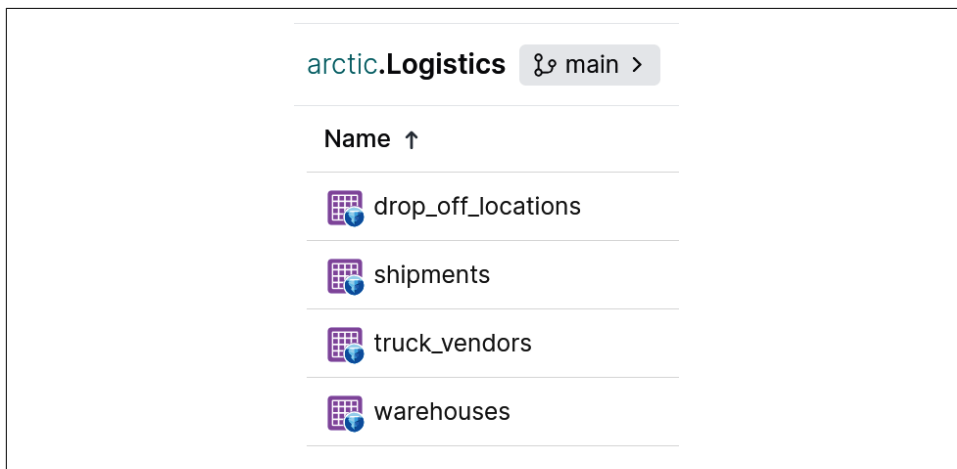 arctic.Logistics main
Name
drop_off_locations
shipments
truck_vendors
warehouses